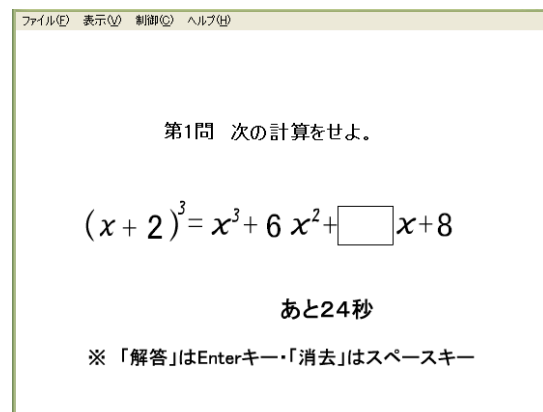 ファイル(F) 表示(V) 制御(C) ヘルプ(H)
第1問 次の計算をせよ。
(x + 2)³ = x³ + 6 x² + □ x + 8
あと24秒
※ 「解答」はEnterキー・「消去」はスペースキー